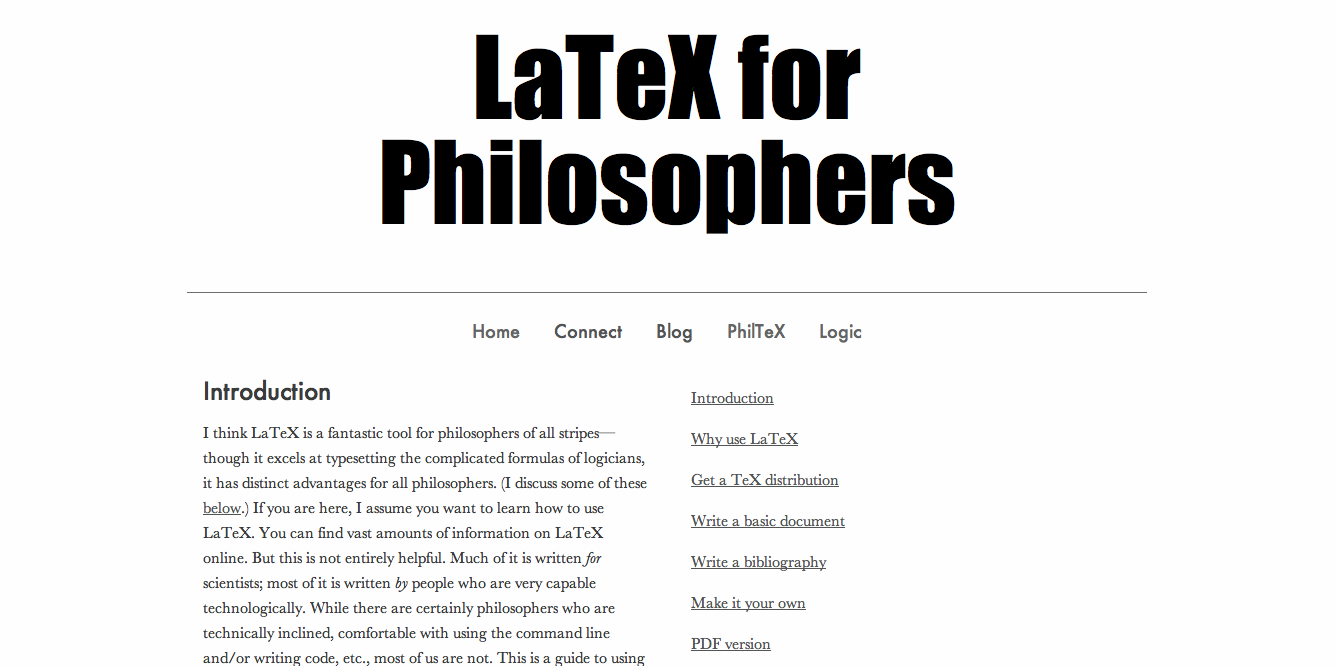 LaTeX for
Philosophers
Home Connect Blog PhilTeX Logic
Introduction
I think LaTeX is a fantastic tool for philosophers of all stripes—
though it excels at typesetting the complicated formulas of logicians,
it has distinct advantages for all philosophers. (I discuss some of these
below.) If you are here, I assume you want to learn how to use
LaTeX. You can find vast amounts of information on LaTeX
online. But this is not entirely helpful. Much of it is written for
scientists; most of it is written by people who are very capable
technologically. While there are certainly philosophers who are
technically inclined, comfortable with using the command line
and/or writing code, etc., most of us are not. This is a guide to using
Introduction
Why use LaTeX
Get a TeX distribution
Write a basic document
Write a bibliography
Make it your own
PDF version